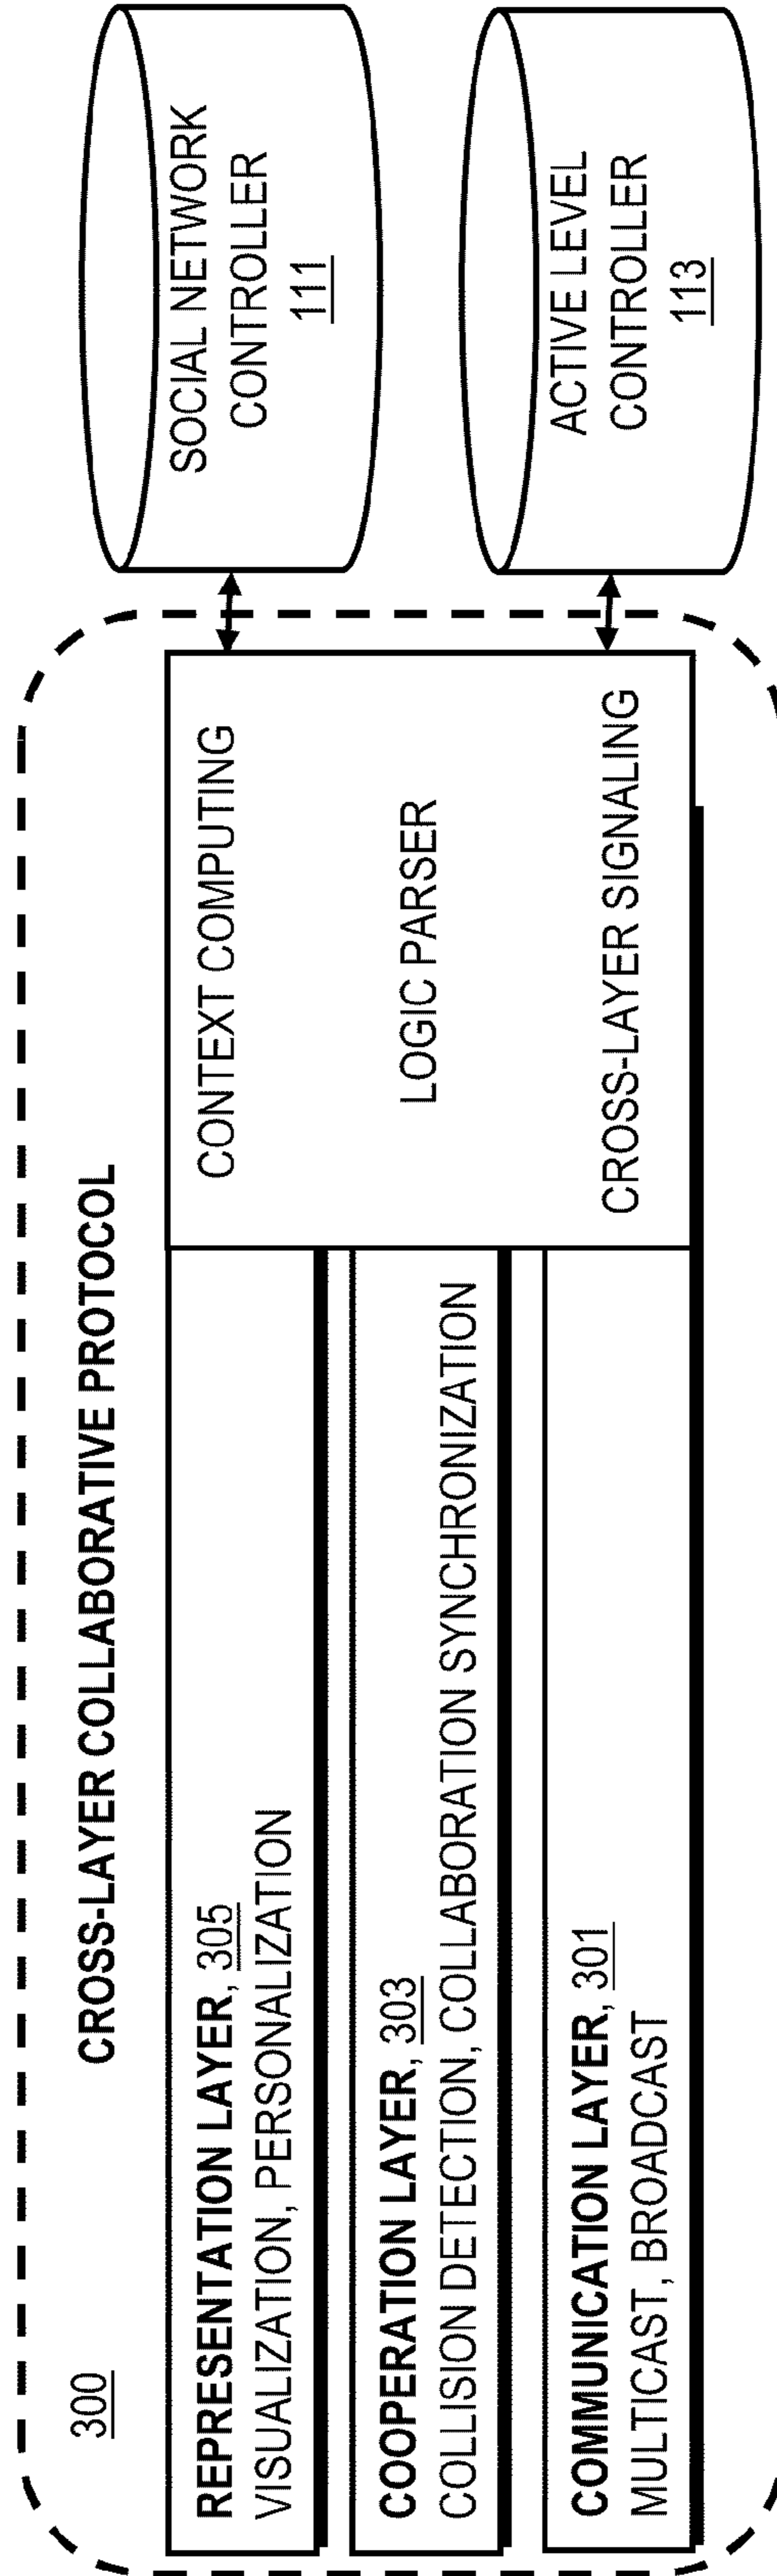 300
CROSS-LAYER COLLABORATIVE PROTOCOL
REPRESENTATION LAYER, 305
VISUALIZATION, PERSONALIZATION
COOPERATION LAYER, 303
COLLISION DETECTION, COLLABORATION SYNCHRONIZATION
COMMUNICATION LAYER, 301
MULTICAST, BROADCAST
CONTEXT COMPUTING
LOGIC PARSER
CROSS-LAYER SIGNALING
SOCIAL NETWORK
CONTROLLER
111
ACTIVE LEVEL
CONTROLLER
113